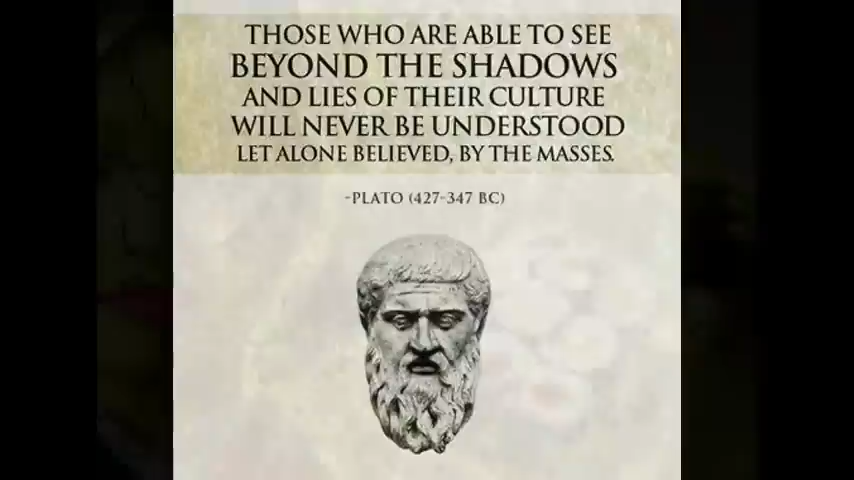 THOSE WHO ARE ABLE TO SEE
BEYOND THE SHADOWS
AND LIES OF THEIR CULTURE
WILL NEVER BE UNDERSTOOD
LET ALONE BELIEVED, BY THE MASSES.
-PLATO (427-347 BC)